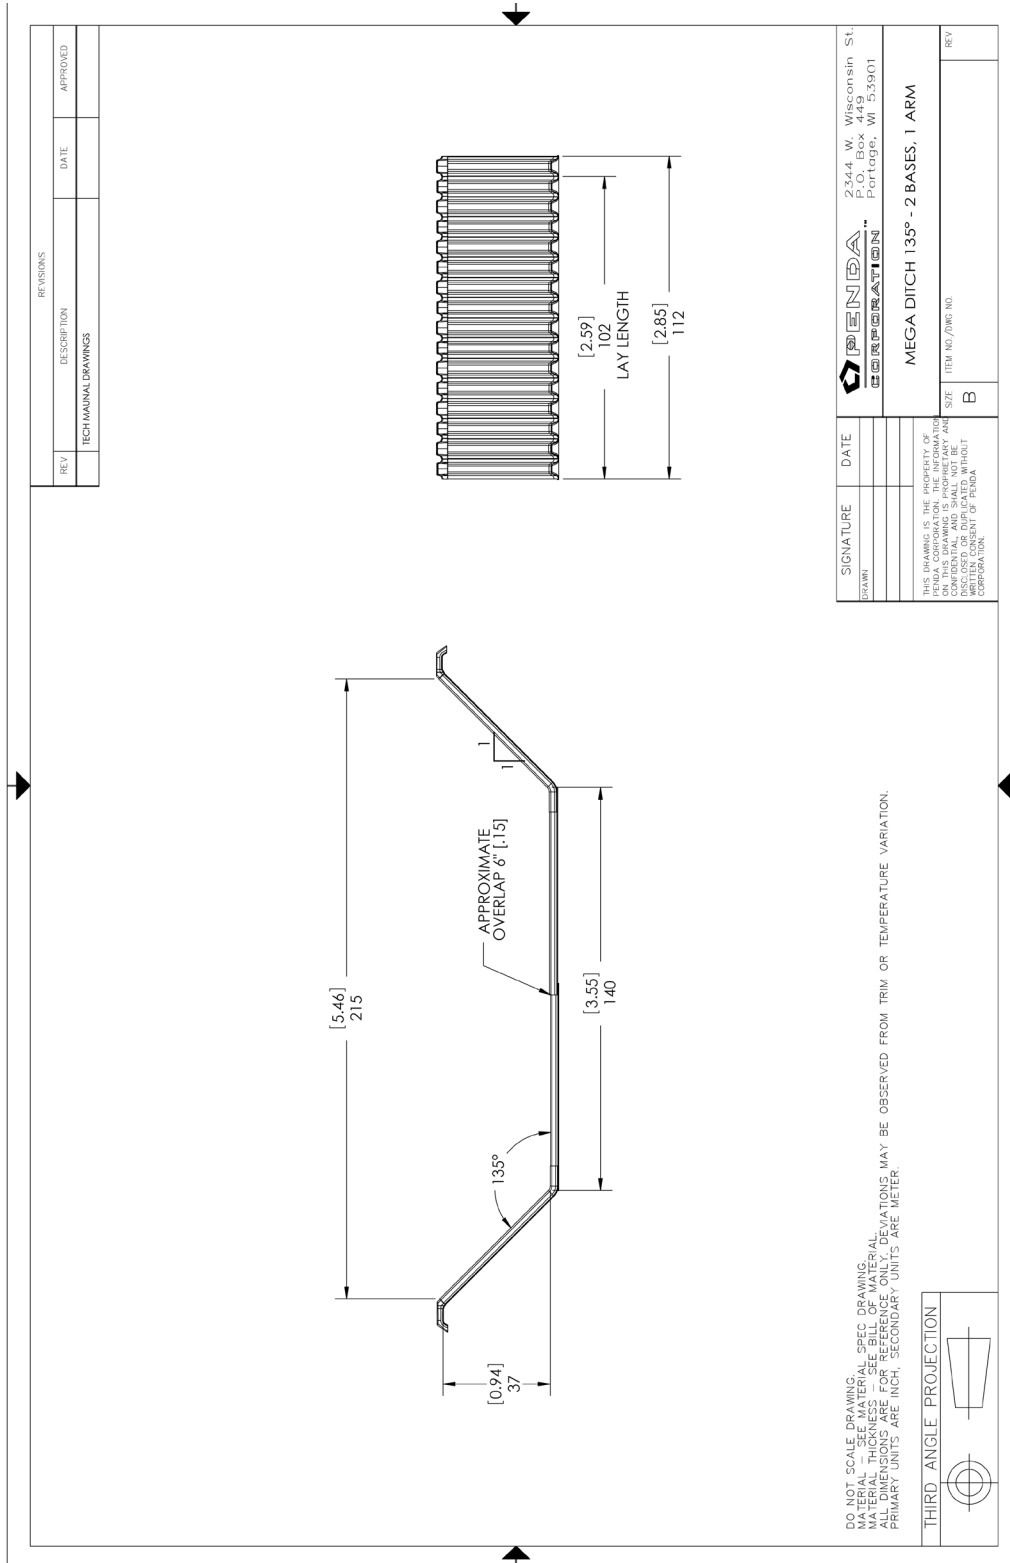 REVISIONS
REV
DESCRIPTION
DATE
APPROVED
TECH MAUNAL DRAWINGS
[5.46]
215
1
1
APPROXIMATE
OVERLAP 6" [.15]
135°
[0.94]
37
[3.55]
140
[2.59]
102
LAY LENGTH
[2.85]
112
DO NOT SCALE DRAWING.
MATERIAL - SEE MATERIAL SPEC DRAWING.
MATERIAL THICKNESS - SEE BILL OF MATERIAL.
ALL DIMENSIONS ARE FOR REFERENCE ONLY. DEVIATIONS MAY BE OBSERVED FROM TRIM OR TEMPERATURE VARIATION.
PRIMARY UNITS ARE INCH, SECONDARY UNITS ARE METER.
THIRD ANGLE PROJECTION
SIGNATURE
DATE
DRAWN
THIS DRAWING IS THE PROPERTY OF
PENDA CORPORATION. THE INFORMATION
ON THIS DRAWING IS PROPRIETARY AND
CONFIDENTIAL, AND SHALL NOT BE
DISCLOSED OR DUPLICATED WITHOUT
WRITTEN CONSENT OF PENDA
CORPORATION.
PENDA™
CORPORATION
2344 W. Wisconsin St.
P.O. Box 449
Portage, WI 53901
MEGA DITCH 135° - 2 BASES, 1 ARM
SIZE
B
ITEM NO./DWG NO.
REV